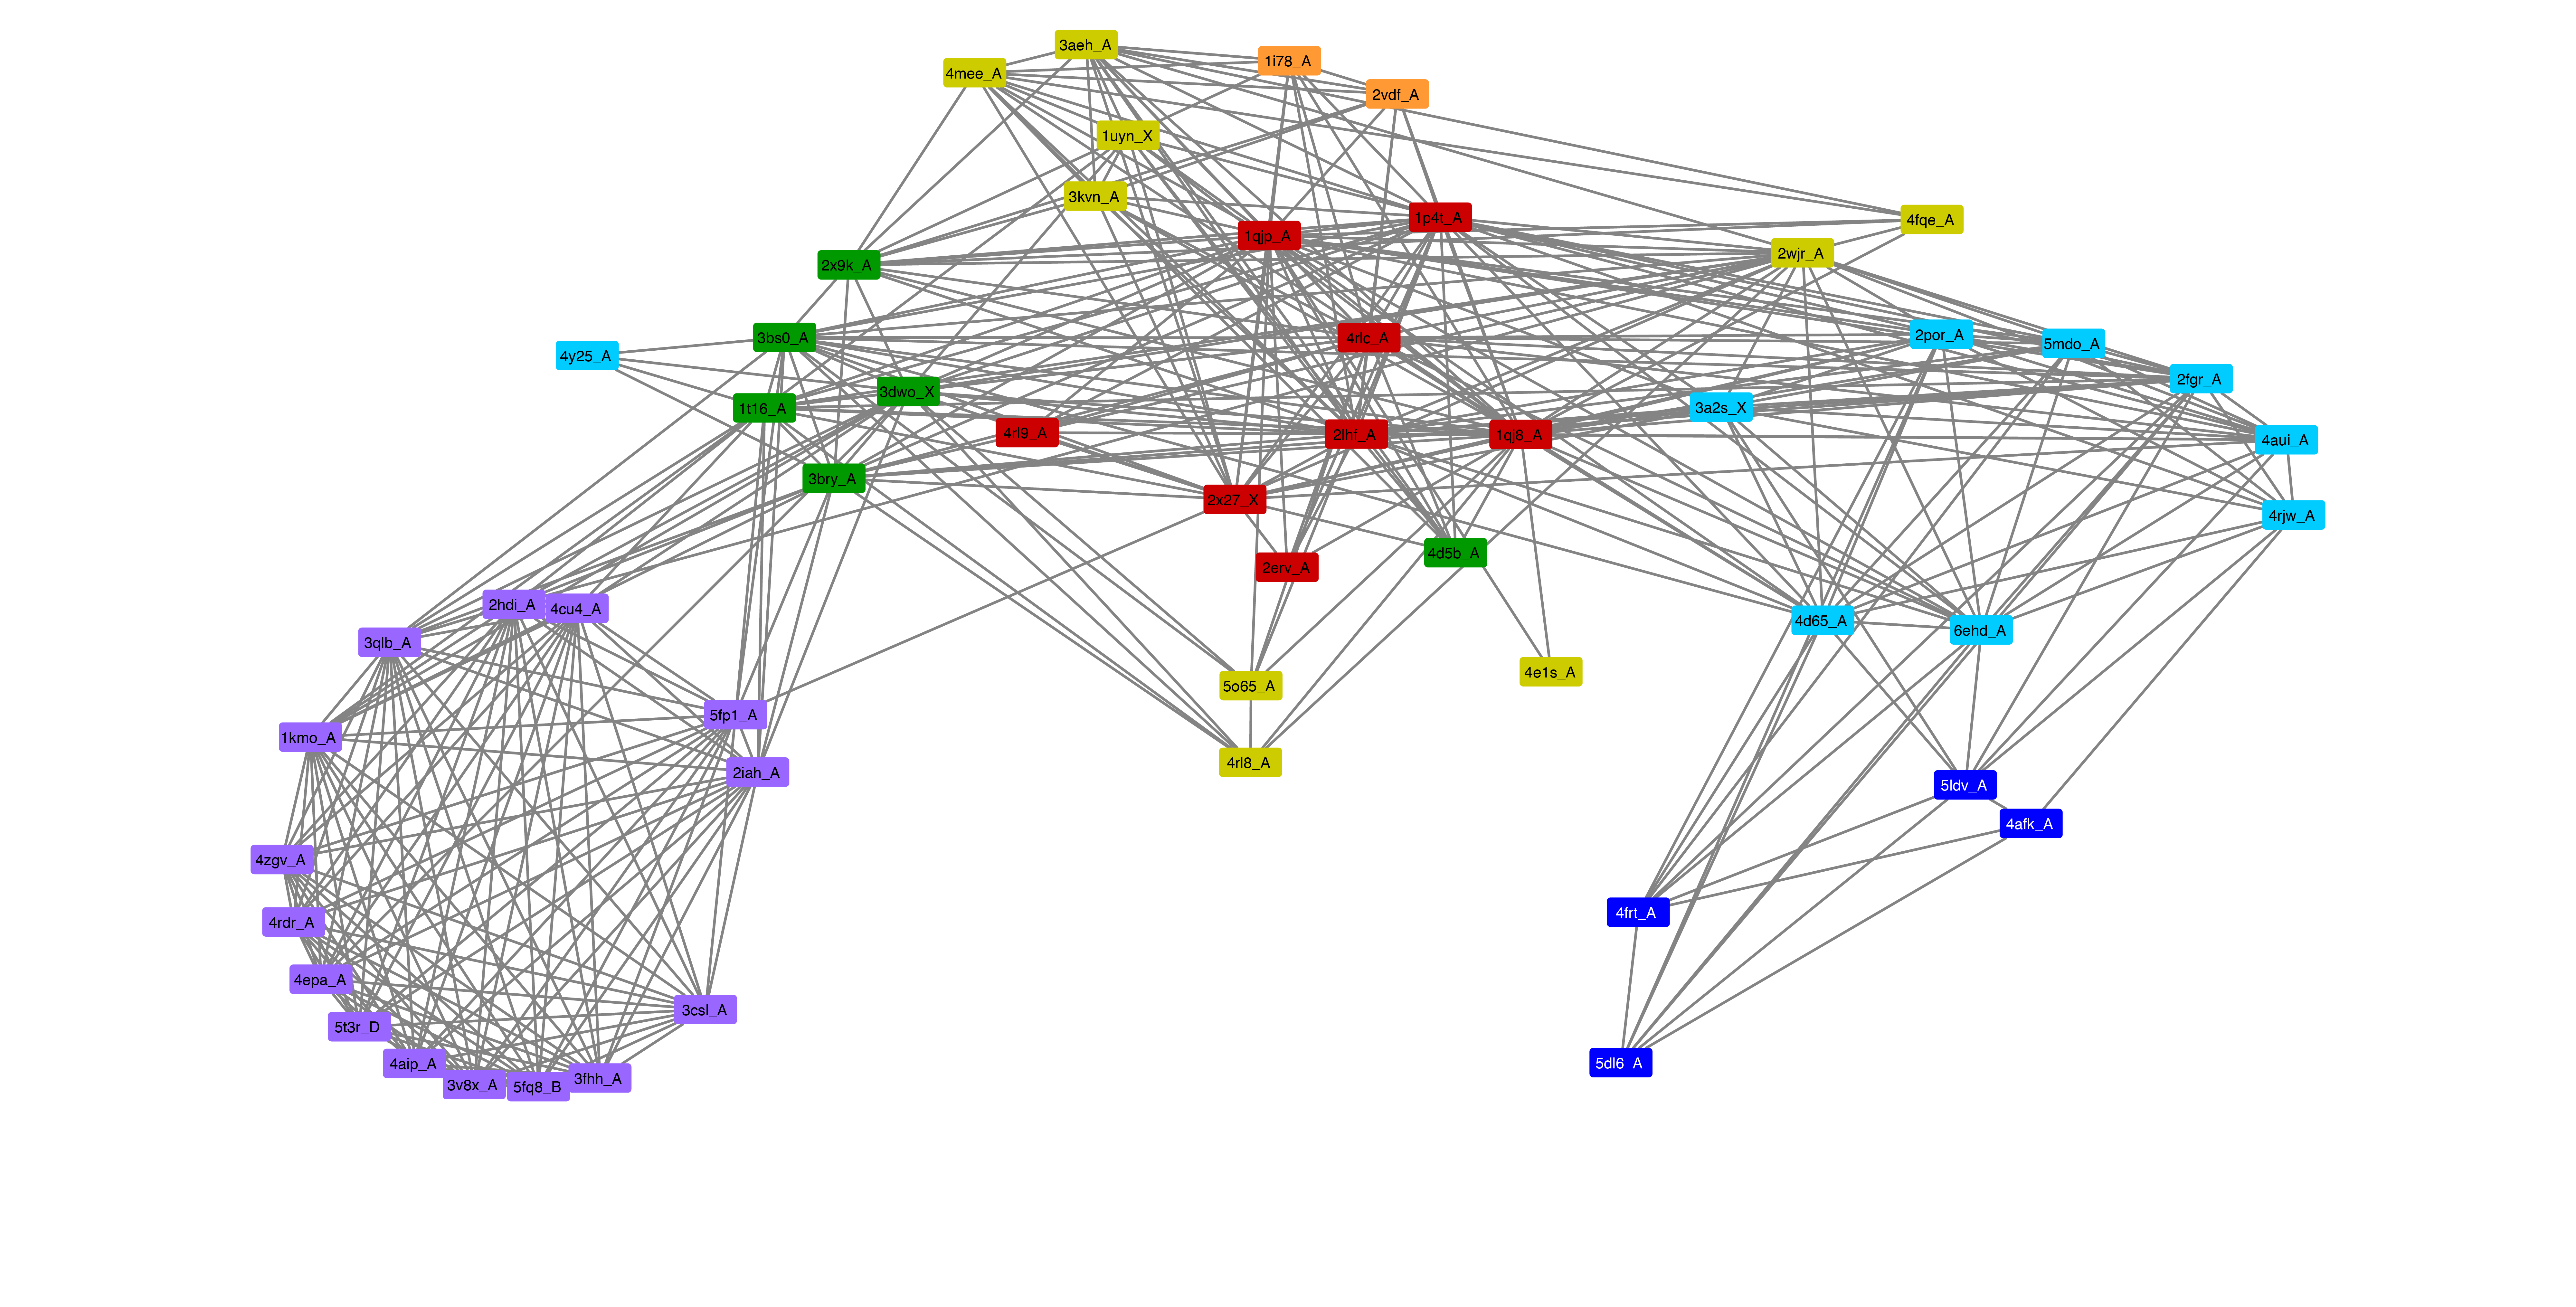 3aeh_A
1i78_A
4mee_A
2vdf_A
1uyn_X
3kvn_A
1p4t_A
4fqe_A
1qjp_A
2wjr_A
2x9k_A
2por_A
3bs0_A
4rlc_A
5mdo_A
4y25_A
2fgr_A
3dwo_X
1t16_A
3a2s_X
4rl9_A
2lhf_A
1qj8_A
4aui_A
3bry_A
2x27_X
4rjw_A
4d5b_A
2erv_A
2hdi_A
4cu4_A
4d65_A
6ehd_A
3qlb_A
4e1s_A
5o65_A
5fp1_A
1kmo_A
4rl8_A
2iah_A
5ldv_A
4afk_A
4zgv_A
4frt_A
4rdr_A
4epa_A
3csl_A
5t3r_D
4aip_A
5dl6_A
3fhh_A
3v8x_A
5fq8_B